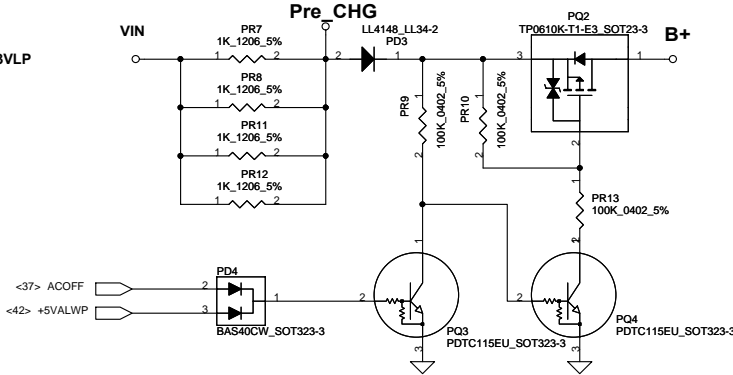 Pre_CHG
VIN
PR7
1K_1206_5%
1 2
LL4148_LL34-2
PD3
2 1
PQ2
TP0610K-T1-E3_SOT23-3
B+
3 1
2
3VLP
PR8
1K_1206_5%
1 2
PR9
100K_0402_5%
1 2
PR10
100K_0402_5%
1 2
PR11
1K_1206_5%
1 2
PR12
1K_1206_5%
1 2
PR13
100K_0402_5%
1 2
<37> ACOFF
<42> +5VALWP
PD4
2
3
1
BAS40CW_SOT323-3
1
2
3
PQ3
PDTC115EU_SOT323-3
2
3
PQ4
PDTC115EU_SOT323-3